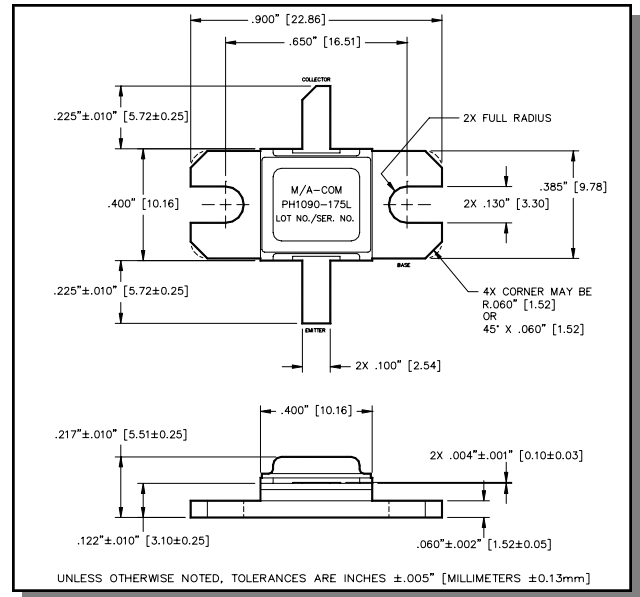 .900" [22.86]
.650" [16.51]
COLLECTOR
.225"±.010" [5.72±0.25]
2X FULL RADIUS
M/A-COM
PH1090-175L
LOT NO./SER. NO.
.400" [10.16]
2X .130" [3.30]
.385" [9.78]
BASE
.225"±.010" [5.72±0.25]
4X CORNER MAY BE
R.060" [1.52]
OR
45° X .060" [1.52]
EMITTER
2X .100" [2.54]
.400" [10.16]
.217"±.010" [5.51±0.25]
2X .004"±.001" [0.10±0.03]
.122"±.010" [3.10±0.25]
.060"±.002" [1.52±0.05]
UNLESS OTHERWISE NOTED, TOLERANCES ARE INCHES ±.005" [MILLIMETERS ±0.13mm]